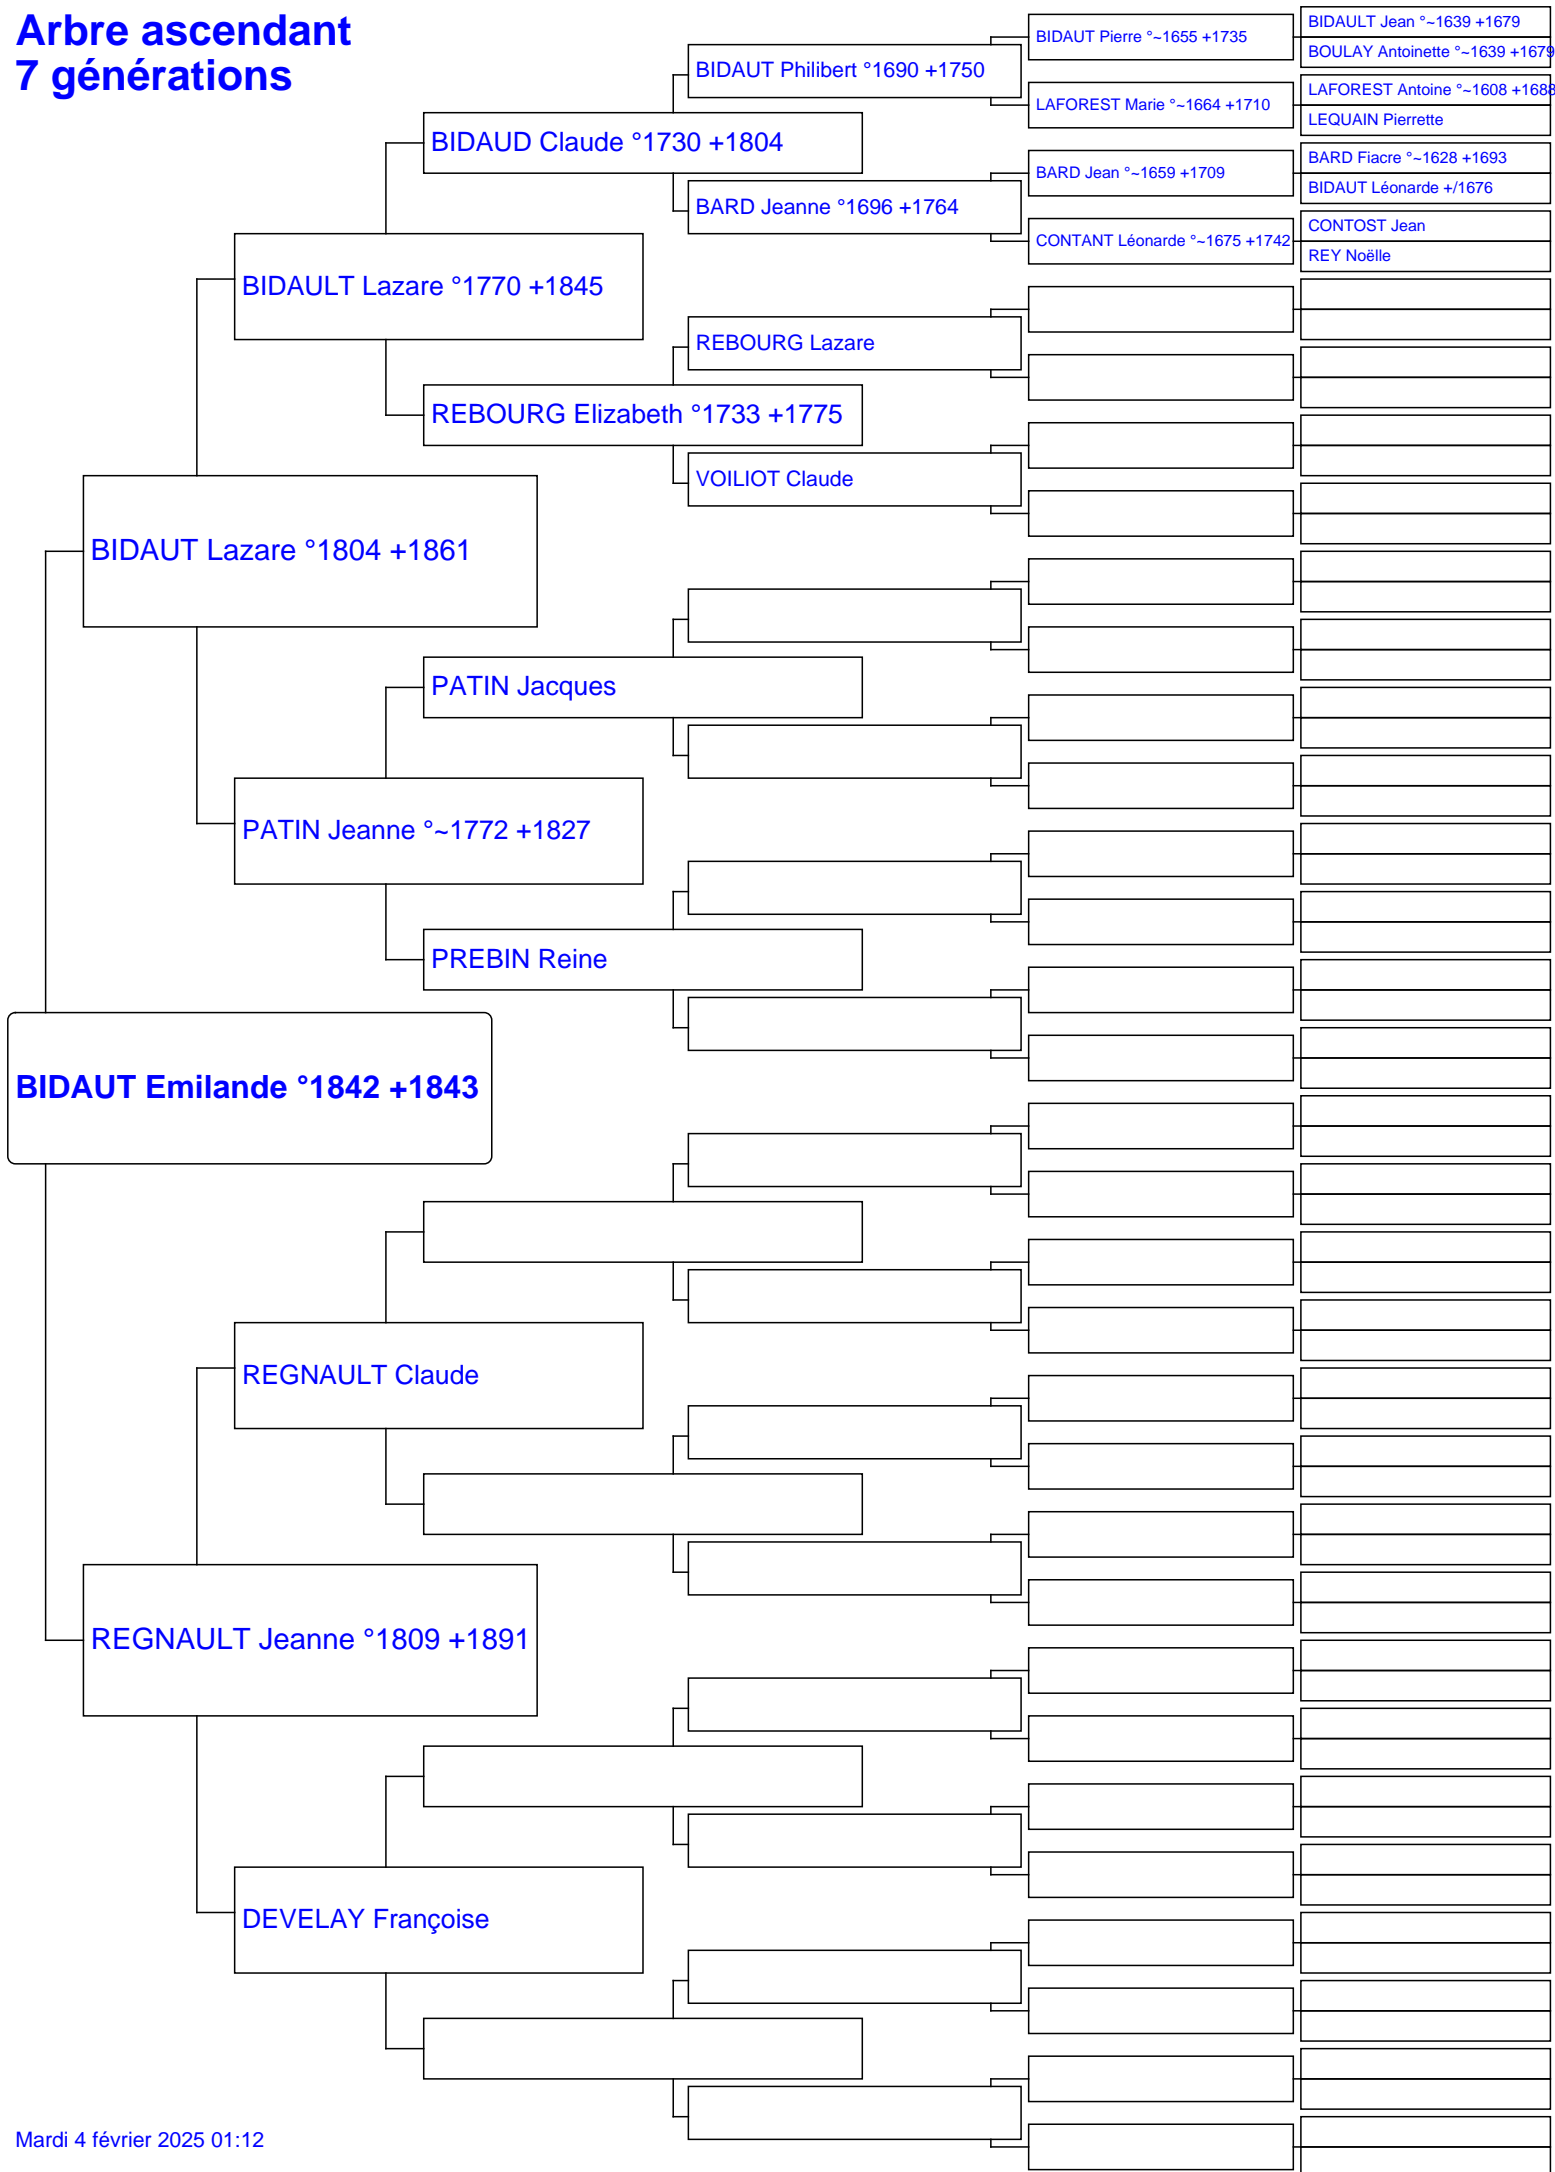 Arbre ascendant
7 générations
BIDAULT Jean °~1639 +1679
BIDAUT Pierre °~1655 +1735
BOULAY Antoinette °~1639 +1679
BIDAUT Philibert °1690 +1750
LAFOREST Antoine °~1608 +1688
LAFOREST Marie °~1664 +1710
LEQUAIN Pierrette
BIDAUD Claude °1730 +1804
BARD Fiacre °~1628 +1693
BARD Jean °~1659 +1709
BIDAUT Léonarde +/1676
BARD Jeanne °1696 +1764
CONTOST Jean
CONTANT Léonarde °~1675 +1742
REY Noëlle
BIDAULT Lazare °1770 +1845
REBOURG Lazare
REBOURG Elizabeth °1733 +1775
VOILIOT Claude
BIDAUT Lazare °1804 +1861
PATIN Jacques
PATIN Jeanne °~1772 +1827
PREBIN Reine
BIDAUT Emilande °1842 +1843
REGNAULT Claude
REGNAULT Jeanne °1809 +1891
DEVELAY Françoise
Mardi 4 février 2025 01:12